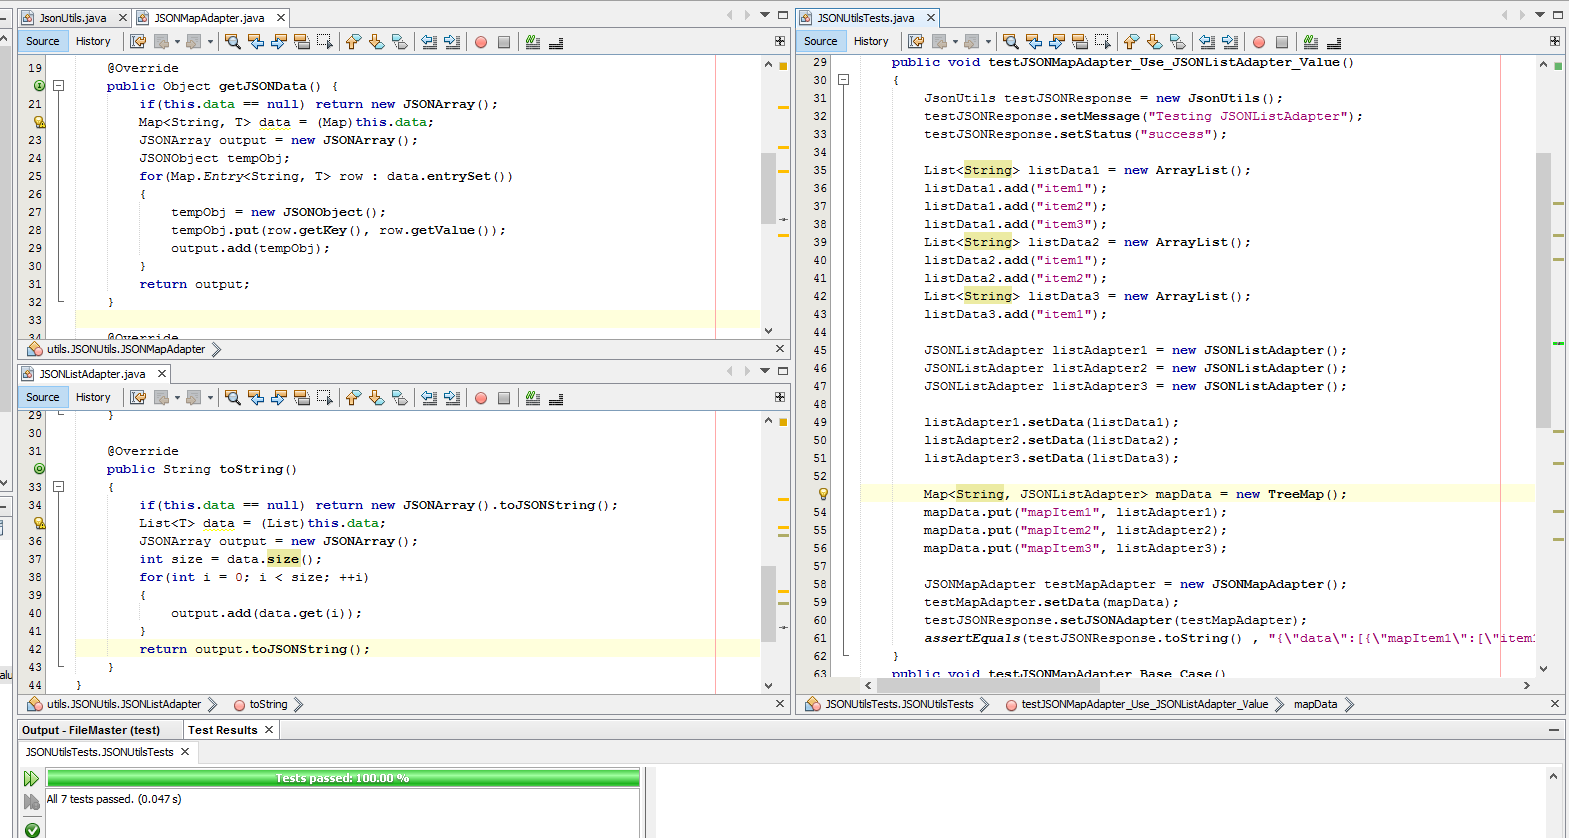 JsonUtils.java JSONMapAdapter.java
Source History
19 @Override
public Object getJSONData() {
21 if(this.data == null) return new JSONArray();
Map<String, T> data = (Map)this.data;
23 JSONArray output = new JSONArray();
24 JSONObject tempObj;
25 for(Map.Entry<String, T> row : data.entrySet())
26 {
27 tempObj = new JSONObject();
28 tempObj.put(row.getKey(), row.getValue());
29 output.add(tempObj);
30 }
31 return output;
32 }
33
34 @Override
utils.JSONUtils.JSONMapAdapter
JSONListAdapter.java
Source History
29 }
30
31 @Override
public String toString()
33 {
34 if(this.data == null) return new JSONArray().toJSONString();
List<T> data = (List)this.data;
36 JSONArray output = new JSONArray();
37 int size = data.size();
38 for(int i = 0; i < size; ++i)
39 {
40 output.add(data.get(i));
41 }
42 return output.toJSONString();
43 }
44 }
utils.JSONUtils.JSONListAdapter toString
JSONUtilsTests.java
Source History
29 public void testJSONMapAdapter_Use_JSONListAdapter_Value()
30 {
31 JsonUtils testJSONResponse = new JsonUtils();
32 testJSONResponse.setMessage("Testing JSONListAdapter");
33 testJSONResponse.setStatus("success");
34
35 List<String> listData1 = new ArrayList();
36 listData1.add("item1");
37 listData1.add("item2");
38 listData1.add("item3");
39 List<String> listData2 = new ArrayList();
40 listData2.add("item1");
41 listData2.add("item2");
42 List<String> listData3 = new ArrayList();
43 listData3.add("item1");
44
45 JSONListAdapter listAdapter1 = new JSONListAdapter();
46 JSONListAdapter listAdapter2 = new JSONListAdapter();
47 JSONListAdapter listAdapter3 = new JSONListAdapter();
48
49 listAdapter1.setData(listData1);
50 listAdapter2.setData(listData2);
51 listAdapter3.setData(listData3);
52
Map<String, JSONListAdapter> mapData = new TreeMap();
54 mapData.put("mapItem1", listAdapter1);
55 mapData.put("mapItem2", listAdapter2);
56 mapData.put("mapItem3", listAdapter3);
57
58 JSONMapAdapter testMapAdapter = new JSONMapAdapter();
59 testMapAdapter.setData(mapData);
60 testJSONResponse.setJSONAdapter(testMapAdapter);
61 assertEquals(testJSONResponse.toString() , "{\"data\":[{\"mapItem1\":[\"item1
62 }
63 public void testJSONMapAdapter_Base_Case()
JSONUtilsTests.JSONUtilsTests testJSONMapAdapter_Use_JSONListAdapter_Value mapData
Output - FileMaster (test) Test Results
JSONUtilsTests.JSONUtilsTests
Tests passed: 100.00 %
All 7 tests passed. (0.047 s)